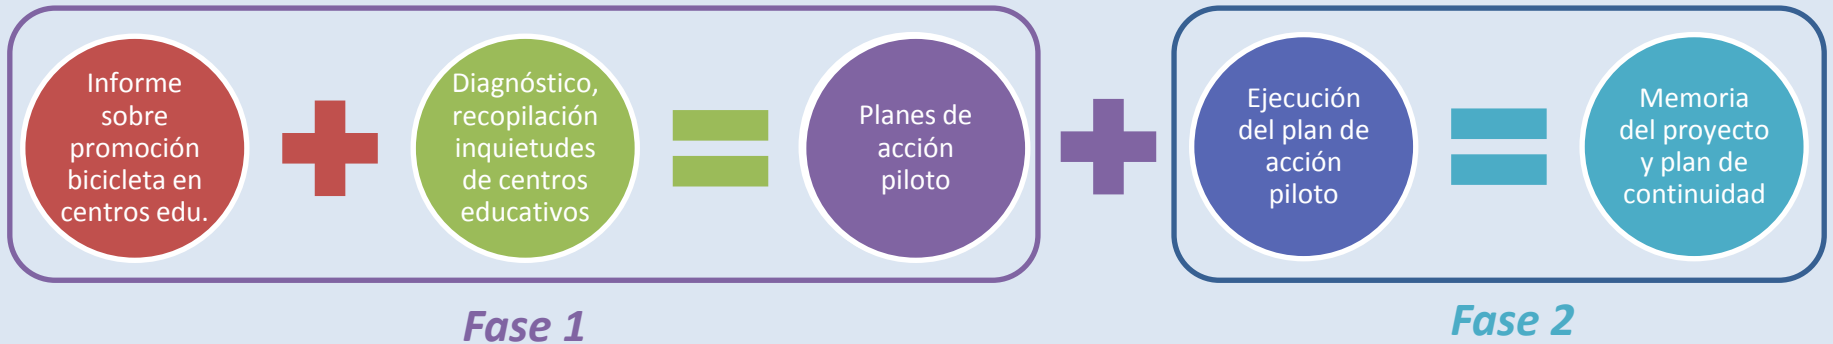 Informe
sobre
promoción
bicicleta en
centros edu.
Diagnóstico,
recopilación
inquietudes
de centros
educativos
Planes de
acción
piloto
Ejecución
del plan de
acción
piloto
Memoria
del proyecto
y plan de
continuidad
Fase 1
Fase 2